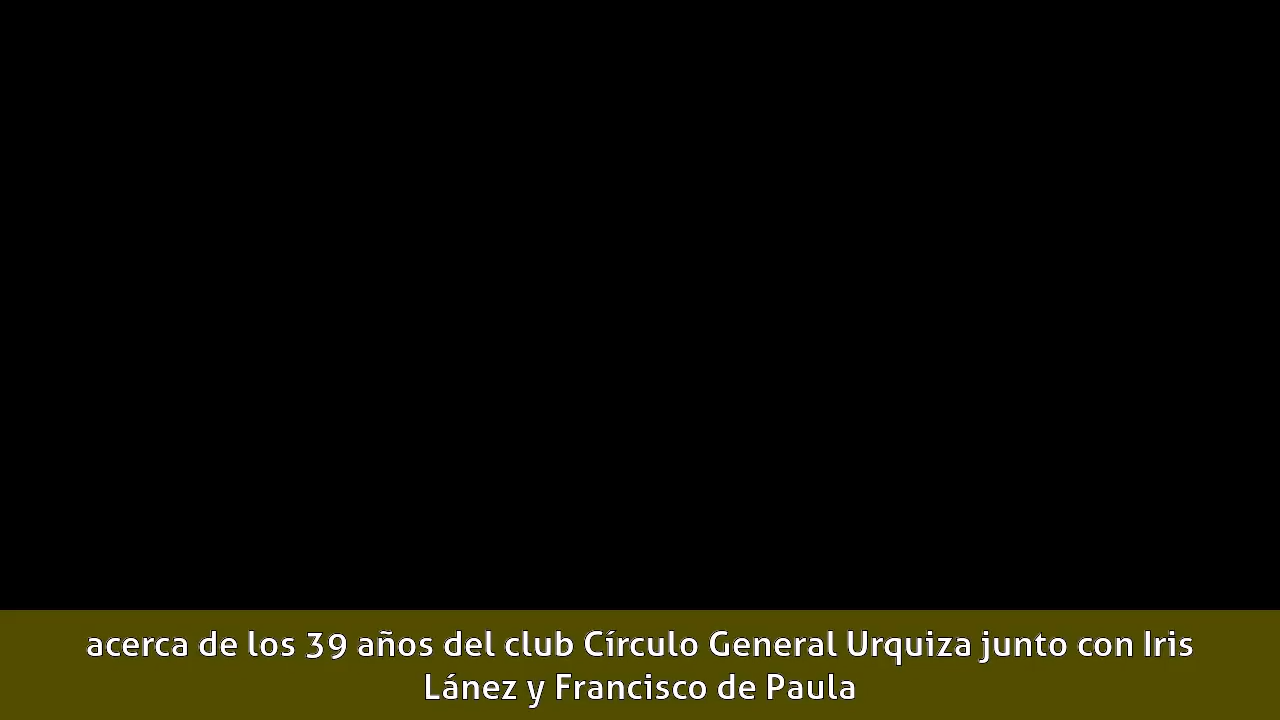 acerca de los 39 años del club Círculo General Urquiza junto con Iris
Lánez y Francisco de Paula